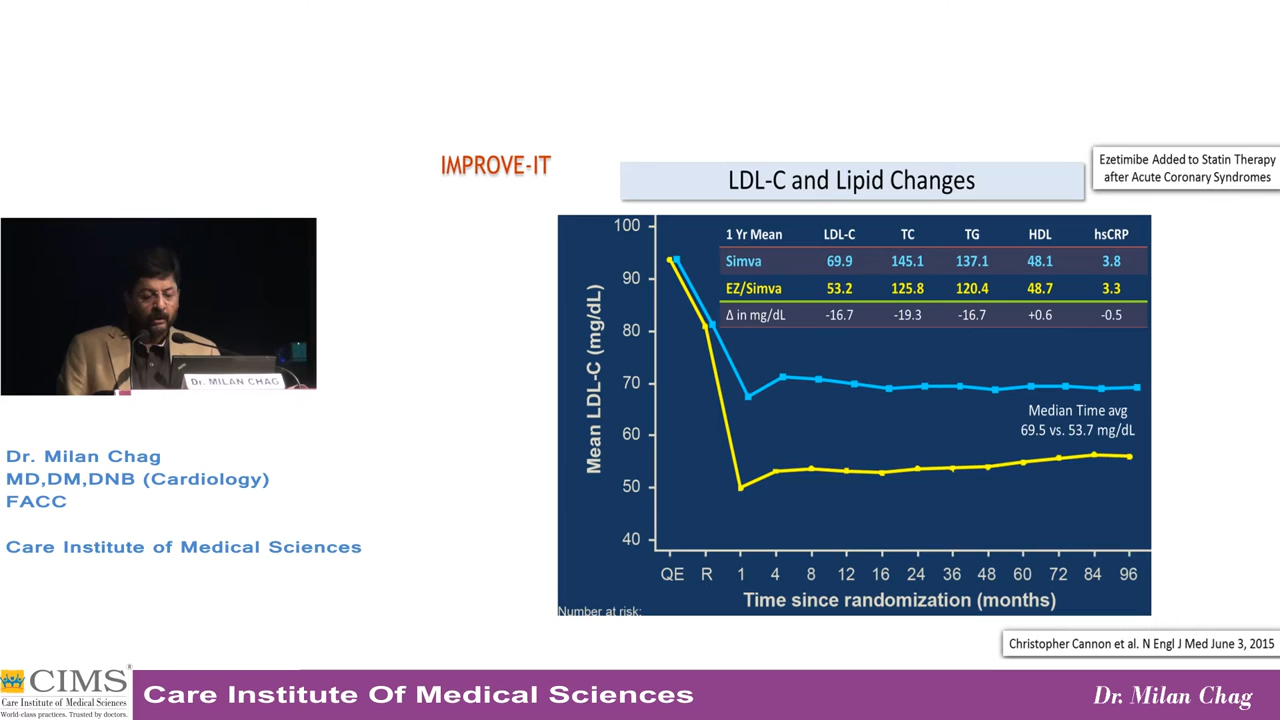 IMPROVE-IT
LDL-C and Lipid Changes
Ezetimibe Added to Statin Therapy
after Acute Coronary Syndromes
1 Yr Mean LDL-C TC TG HDL hsCRP
Simva 69.9 145.1 137.1 48.1 3.8
EZ/Simva 53.2 125.8 120.4 48.7 3.3
Δ in mg/dL -16.7 -19.3 -16.7 +0.6 -0.5
Mean LDL-C (mg/dL)
100
90
80
70
60
50
40
Median Time avg
69.5 vs. 53.7 mg/dL
QE R 1 4 8 12 16 24 36 48 60 72 84 96
Time since randomization (months)
Number at risk:
Dr. MILAN CHAG
Dr. Milan Chag
MD,DM,DNB (Cardiology)
FACC
Care Institute of Medical Sciences
Christopher Cannon et al. N Engl J Med June 3, 2015
CIMS®
Care Institute of Medical Sciences
World-class practices. Trusted by doctors.
Care Institute Of Medical Sciences
Dr. Milan Chag